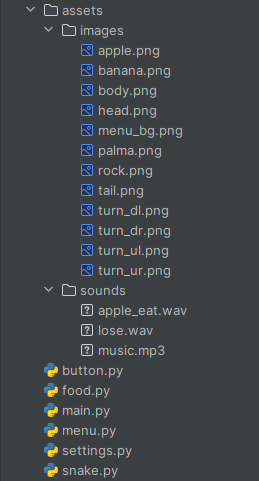 assets
images
apple.png
banana.png
body.png
head.png
menu_bg.png
palma.png
rock.png
tail.png
turn_dl.png
turn_dr.png
turn_ul.png
turn_ur.png
sounds
apple_eat.wav
lose.wav
music.mp3
button.py
food.py
main.py
menu.py
settings.py
snake.py